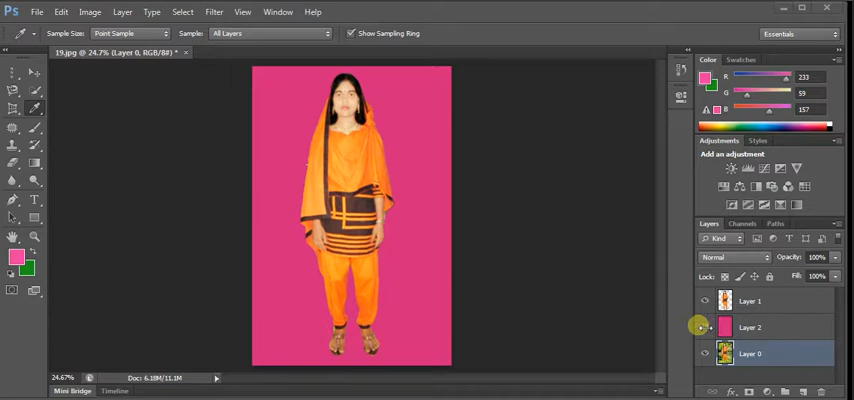 Ps File Edit Image Layer Type Select Filter View Window Help
Sample Size: Point Sample Sample: All Layers Show Sampling Ring Essentials
19.jpg @ 24.7% (Layer 0, RGB/8#) * ×
Color Swatches
R 233
G 59
B 157
Adjustments Styles
Add an adjustment
Layers Channels Paths
Kind
Normal Opacity: 100%
Lock: Fill: 100%
Layer 1
Layer 2
Layer 0
fx
24.67% Doc: 6.18M/11.1M
Mini Bridge Timeline